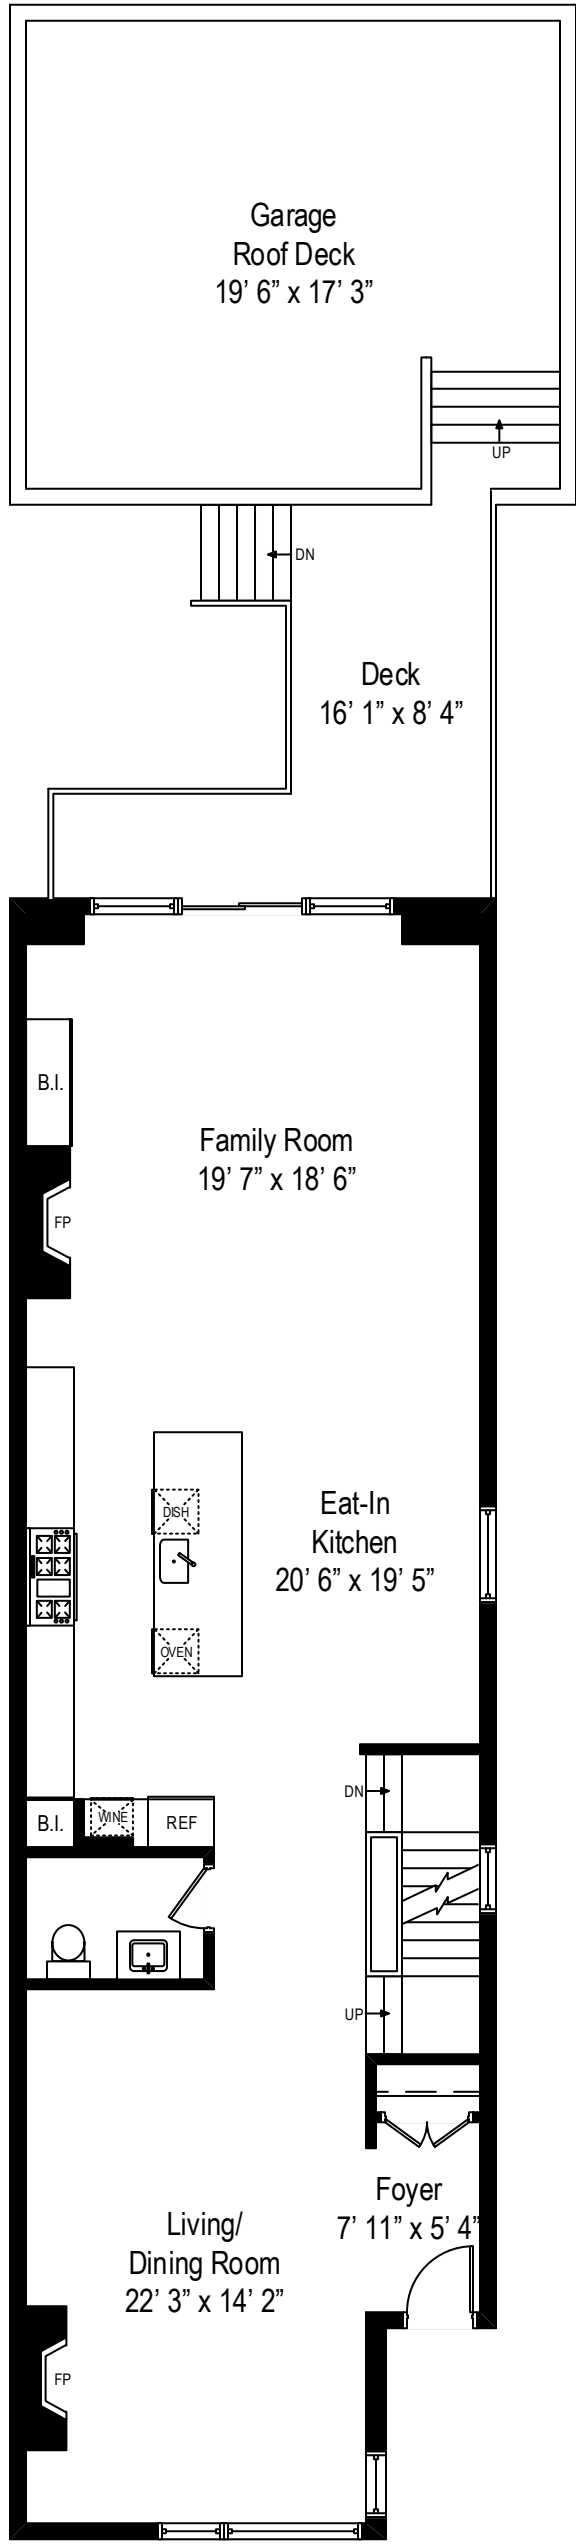 Garage
Roof Deck
19’ 6” x 17’ 3”
UP
DN
Deck
16’ 1” x 8’ 4”
B.I.
Family Room
19’ 7” x 18’ 6”
FP
Eat-In
Kitchen
20’ 6” x 19’ 5”
DISH
OVEN
DN
B.I.
WINE
REF
UP
Foyer
7’ 11” x 5’ 4”
Living/
Dining Room
22’ 3” x 14’ 2”
FP